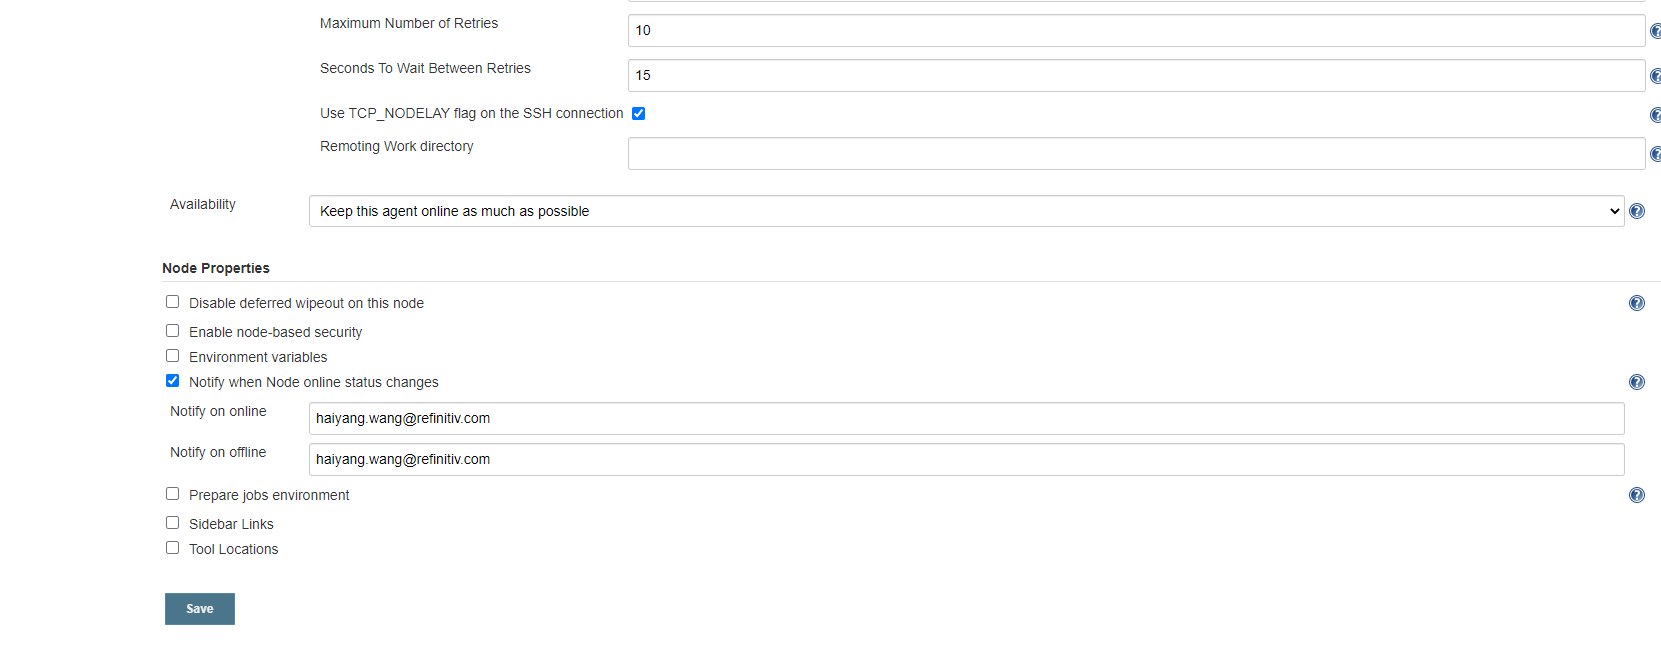 Maximum Number of Retries
10
Seconds To Wait Between Retries
15
Use TCP_NODELAY flag on the SSH connection
Remoting Work directory
Availability
Keep this agent online as much as possible
Node Properties
Disable deferred wipeout on this node
Enable node-based security
Environment variables
Notify when Node online status changes
Notify on online
haiyang.wang@refinitiv.com
Notify on offline
haiyang.wang@refinitiv.com
Prepare jobs environment
Sidebar Links
Tool Locations
Save